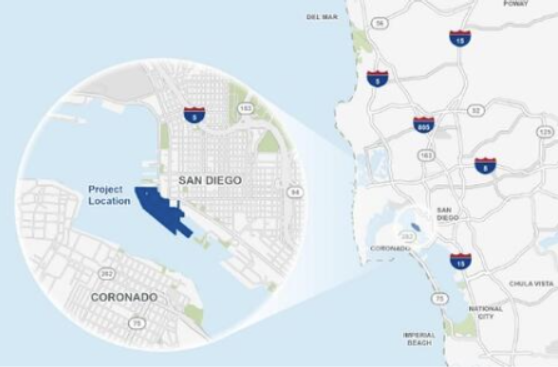 DEL MAR
56
POWAY
15
5
5
163
805
52
125
163
8
SAN DIEGO
94
Project
Location
SAN
DIEGO
282
CORONADO
282
15
CORONADO
75
75
CHULA VISTA
NATIONAL
CITY
IMPERIAL
BEACH